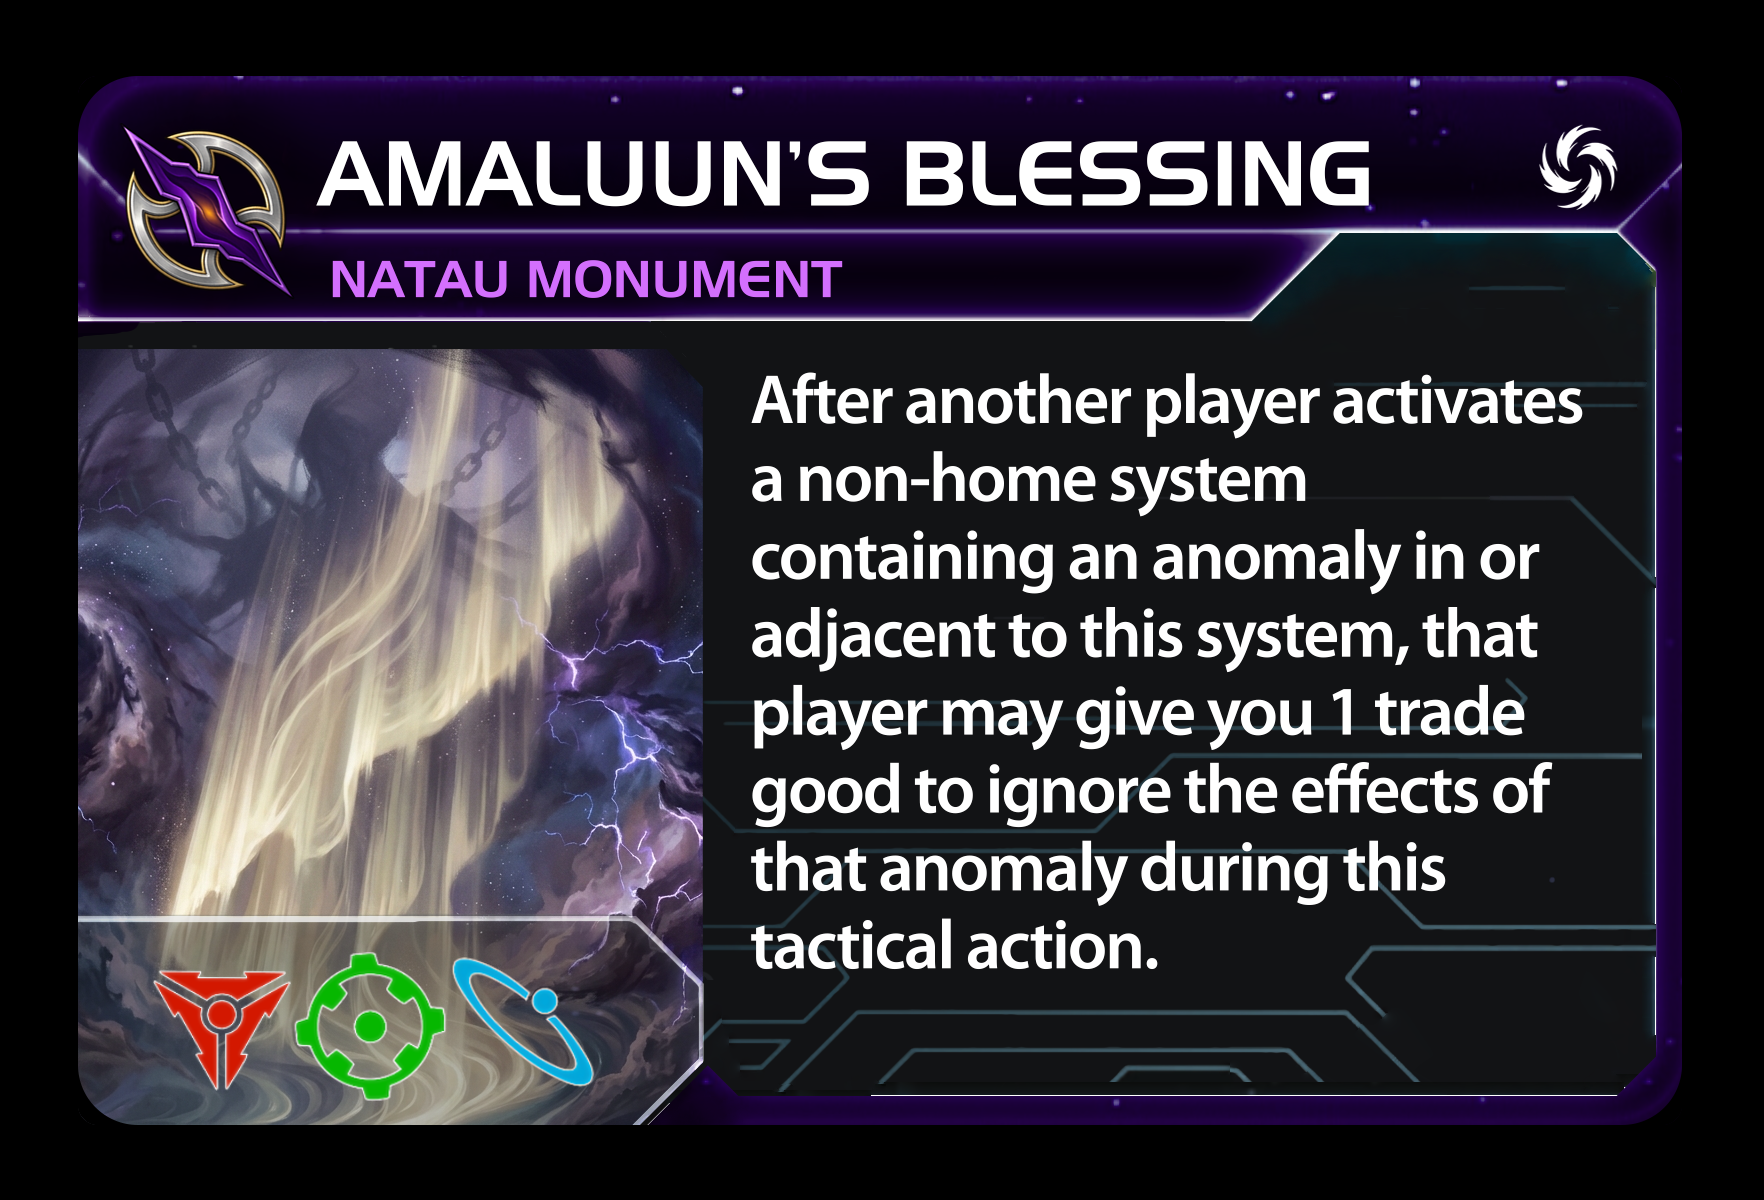 AMALUUN'S BLESSING
NATAU MONUMENT
After another player activates
a non-home system
containing an anomaly in or
adjacent to this system, that
player may give you 1 trade
good to ignore the effects of
that anomaly during this
tactical action.